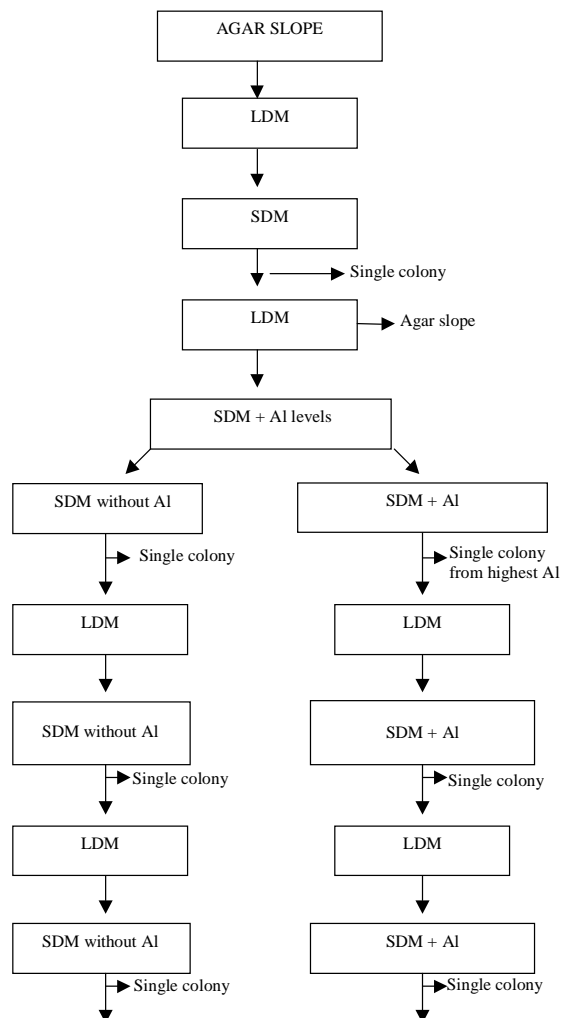 AGAR SLOPE
LDM
SDM
Single colony
LDM
Agar slope
SDM + Al levels
SDM without Al
SDM + Al
Single colony
Single colony
from highest Al
LDM
LDM
SDM without Al
SDM + Al
Single colony
Single colony
LDM
LDM
SDM without Al
SDM + Al
Single colony
Single colony